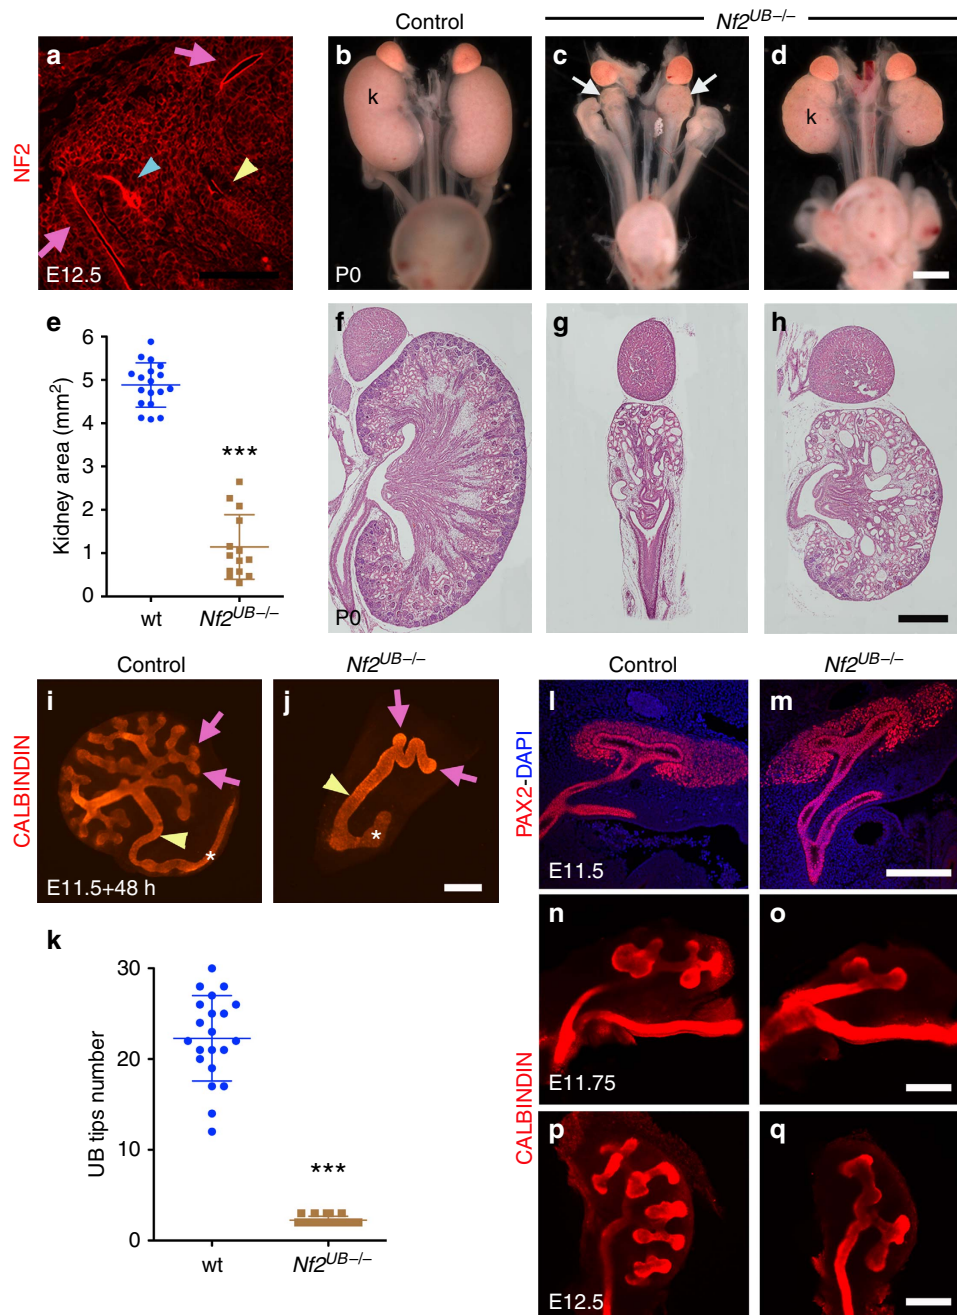 Control
Nf2UB−/−
a
b
c
d
k
k
NF2
E12.5
P0
e
f
g
h
Kidney area (mm2)
6
5
4
3
2
1
0
***
wt
Nf2UB−/−
P0
Control
Nf2UB−/−
Control
Nf2UB−/−
i
j
l
m
CALBINDIN
*
*
E11.5+48 h
PAX2-DAPI
E11.5
k
n
o
UB tips number
30
20
10
0
***
wt
Nf2UB−/−
CALBINDIN
E11.75
p
q
E12.5